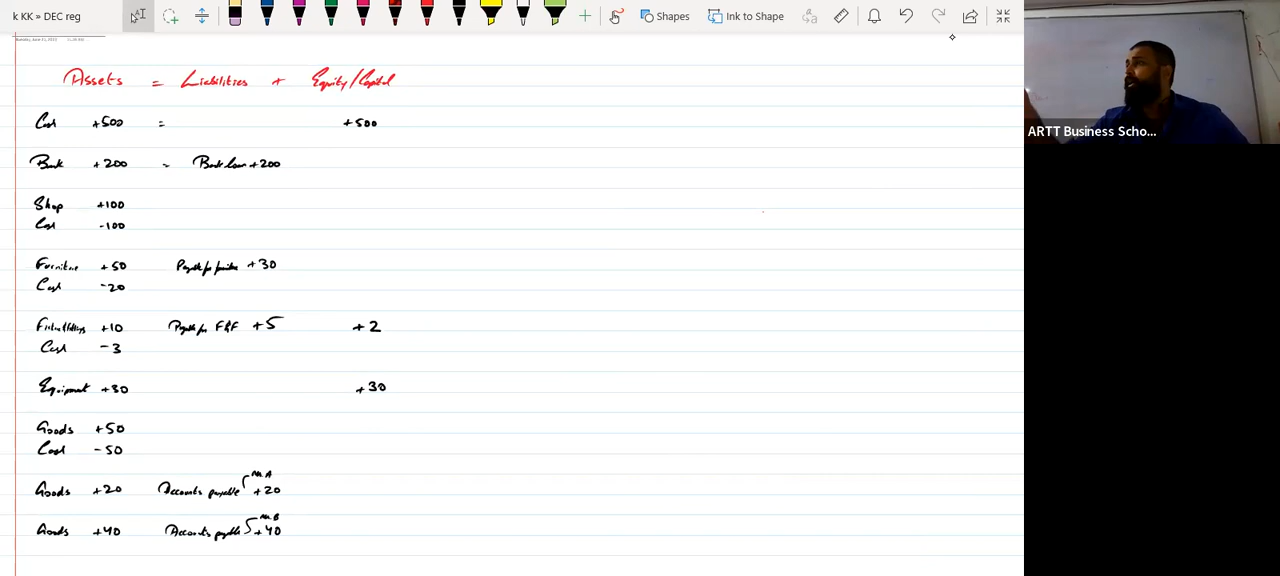 k KK » DEC reg
Shapes
Ink to Shape
Assets = Liabilities + Equity/Capital
Cash +500 = +500
Bank +200 = Bank loan +200
Shop +100
Cash -100
Furniture +50 Payable for furniture +30
Cash -20
+10 Payable for F&F +5 +2
Cash -3
Equipment +30 +30
Goods +50
Cash -50
Mr. A
Goods +20 Accounts payable +20
Mr. B
Goods +40 Accounts payable +40
ARTT Business Scho...